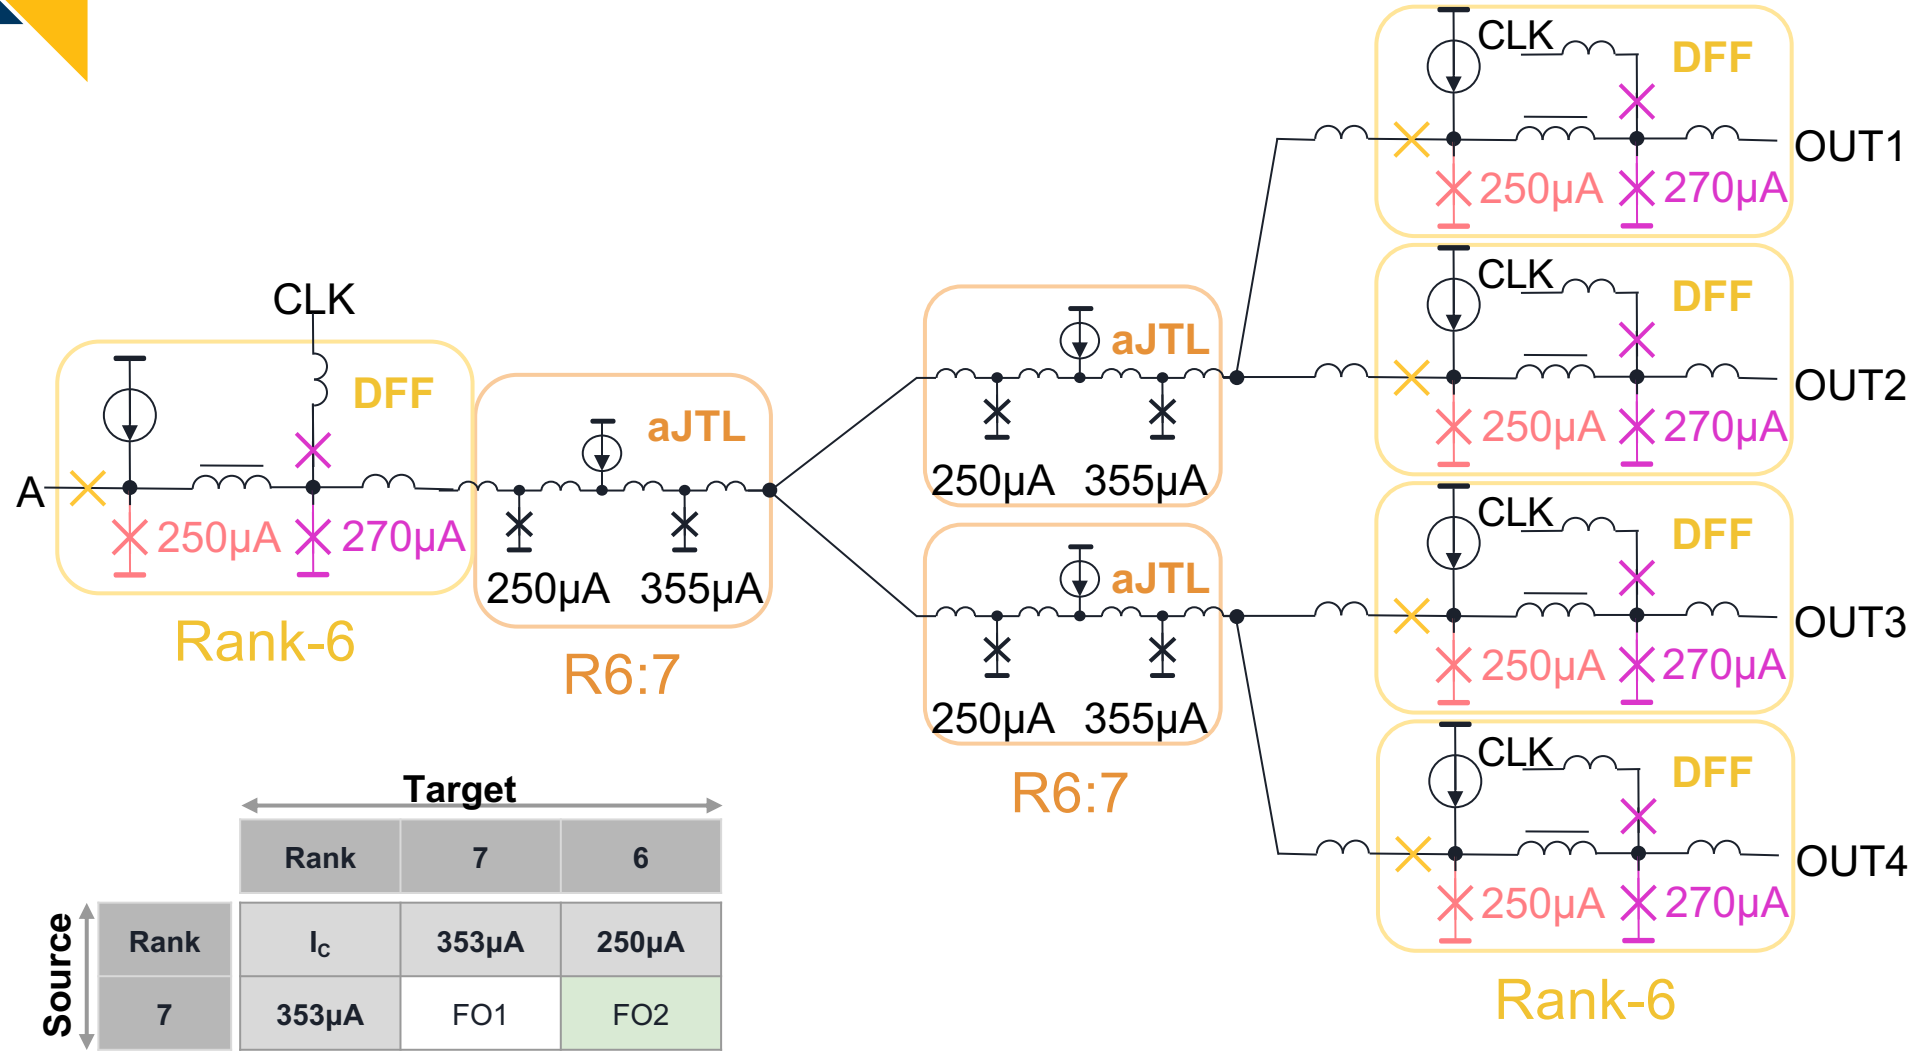 CLK
DFF
250µA
270µA
OUT1
CLK
DFF
250µA
270µA
OUT2
CLK
DFF
250µA
270µA
OUT3
CLK
DFF
250µA
270µA
OUT4
Rank-6
aJTL
250µA 355µA
aJTL
250µA 355µA
R6:7
CLK
DFF
A
250µA
270µA
Rank-6
aJTL
250µA 355µA
R6:7
Target
Rank 7 6
Source
Rank IC 353µA 250µA
7 353µA FO1 FO2